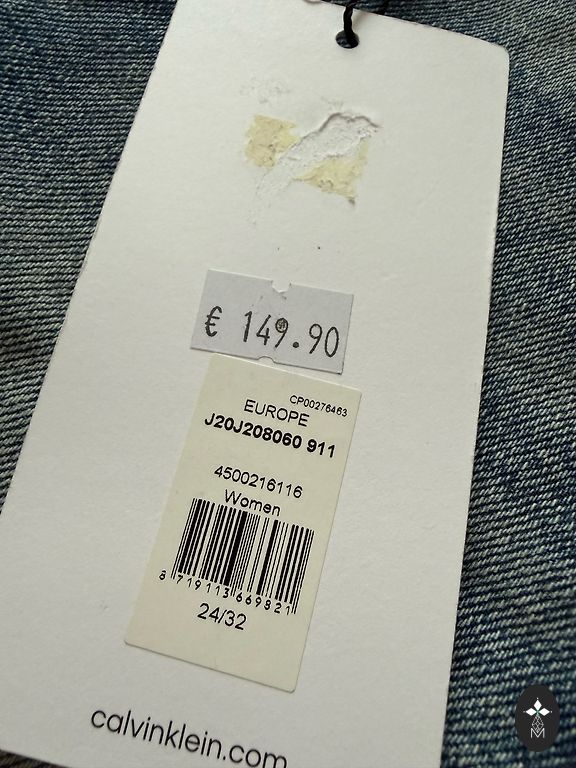 € 149.90
CP00276463
EUROPE
J20J208060 911
4500216116
Women
8 719113 669821
24/32
calvinklein.com
M